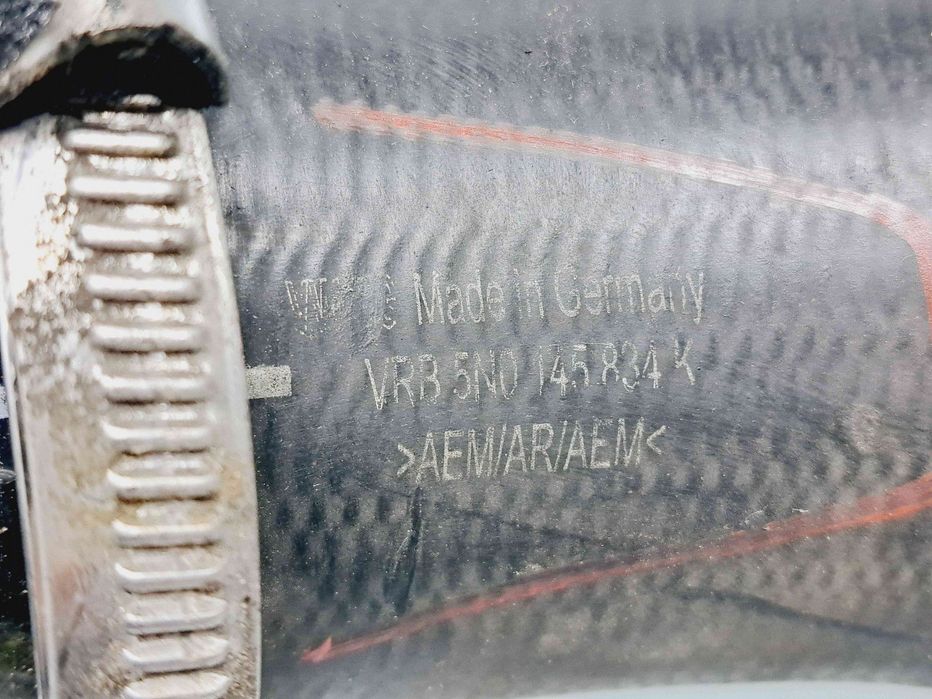 Made in Germany
VRB 5N0 145 834 K
>AEM/AR/AEM<